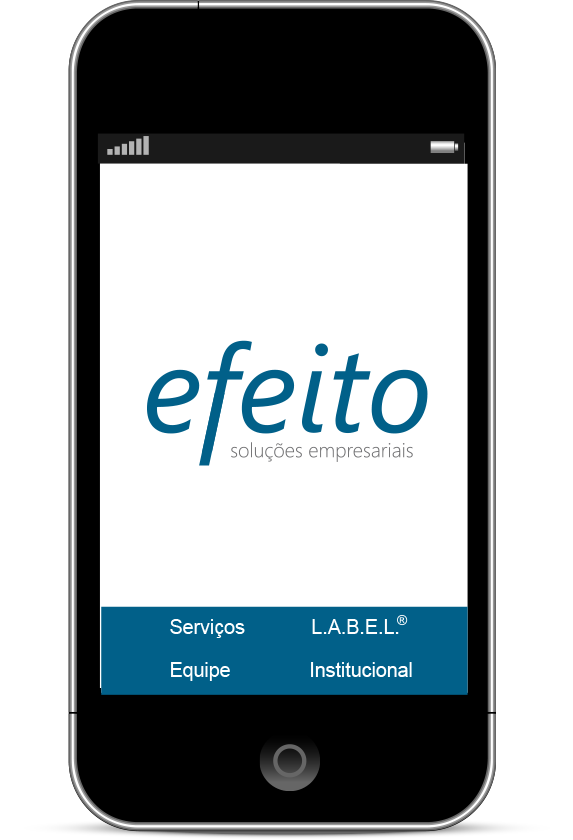 efeito
soluções empresariais
Serviços L.A.B.E.L.®
Equipe Institucional